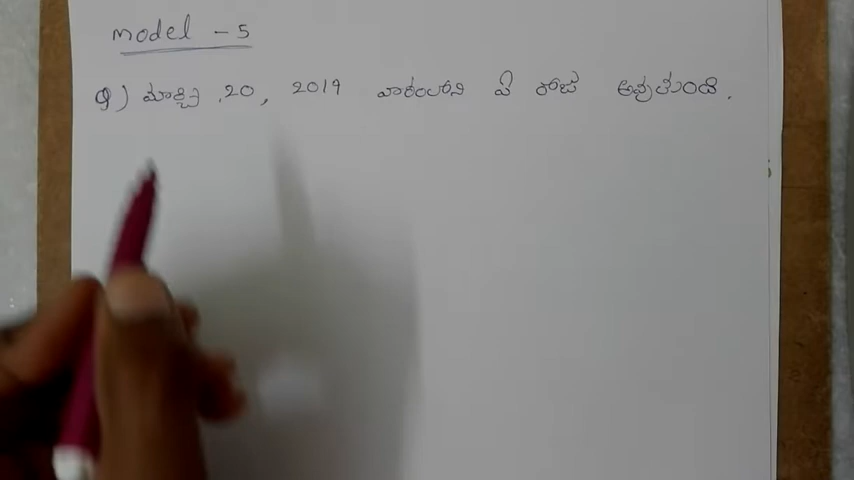 model - 5
Q) మార్చి 20, 2019 వారంలోని ఏ రోజు అవుతుంది.